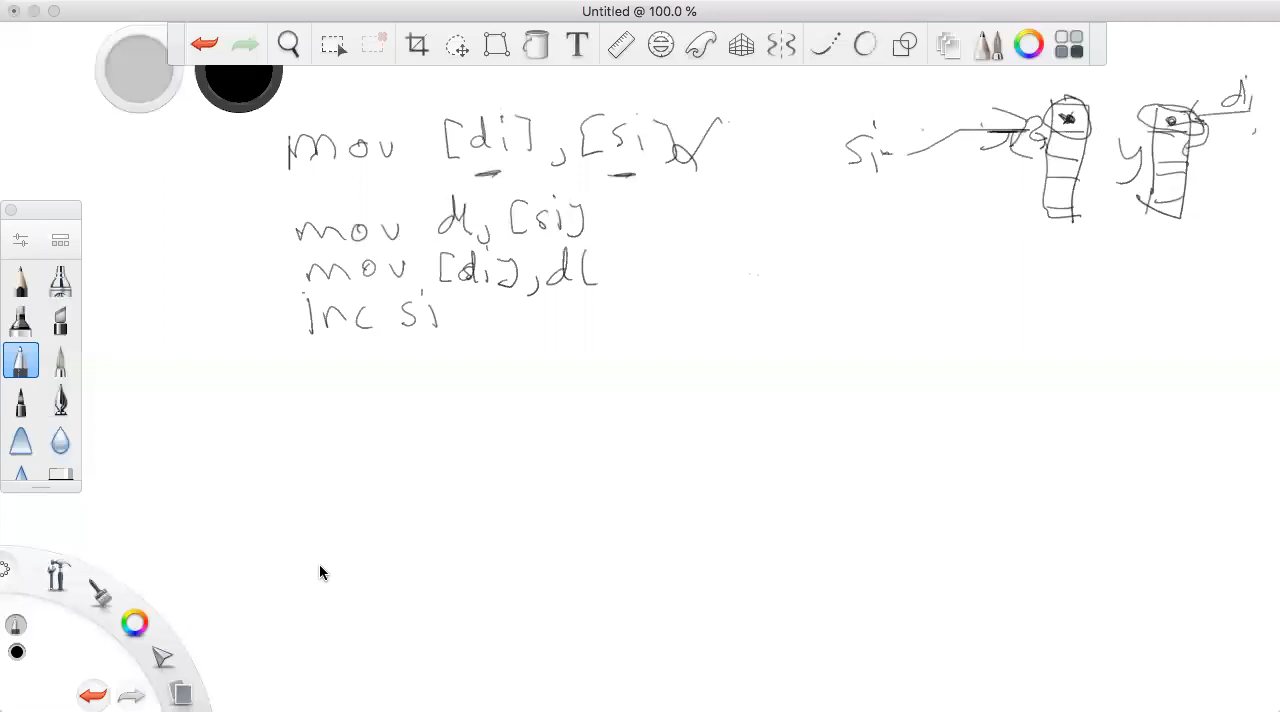 Untitled @ 100.0 %
mov [di],[si]
mov dl,[si]
mov [di],dl
inc si
si
y
di